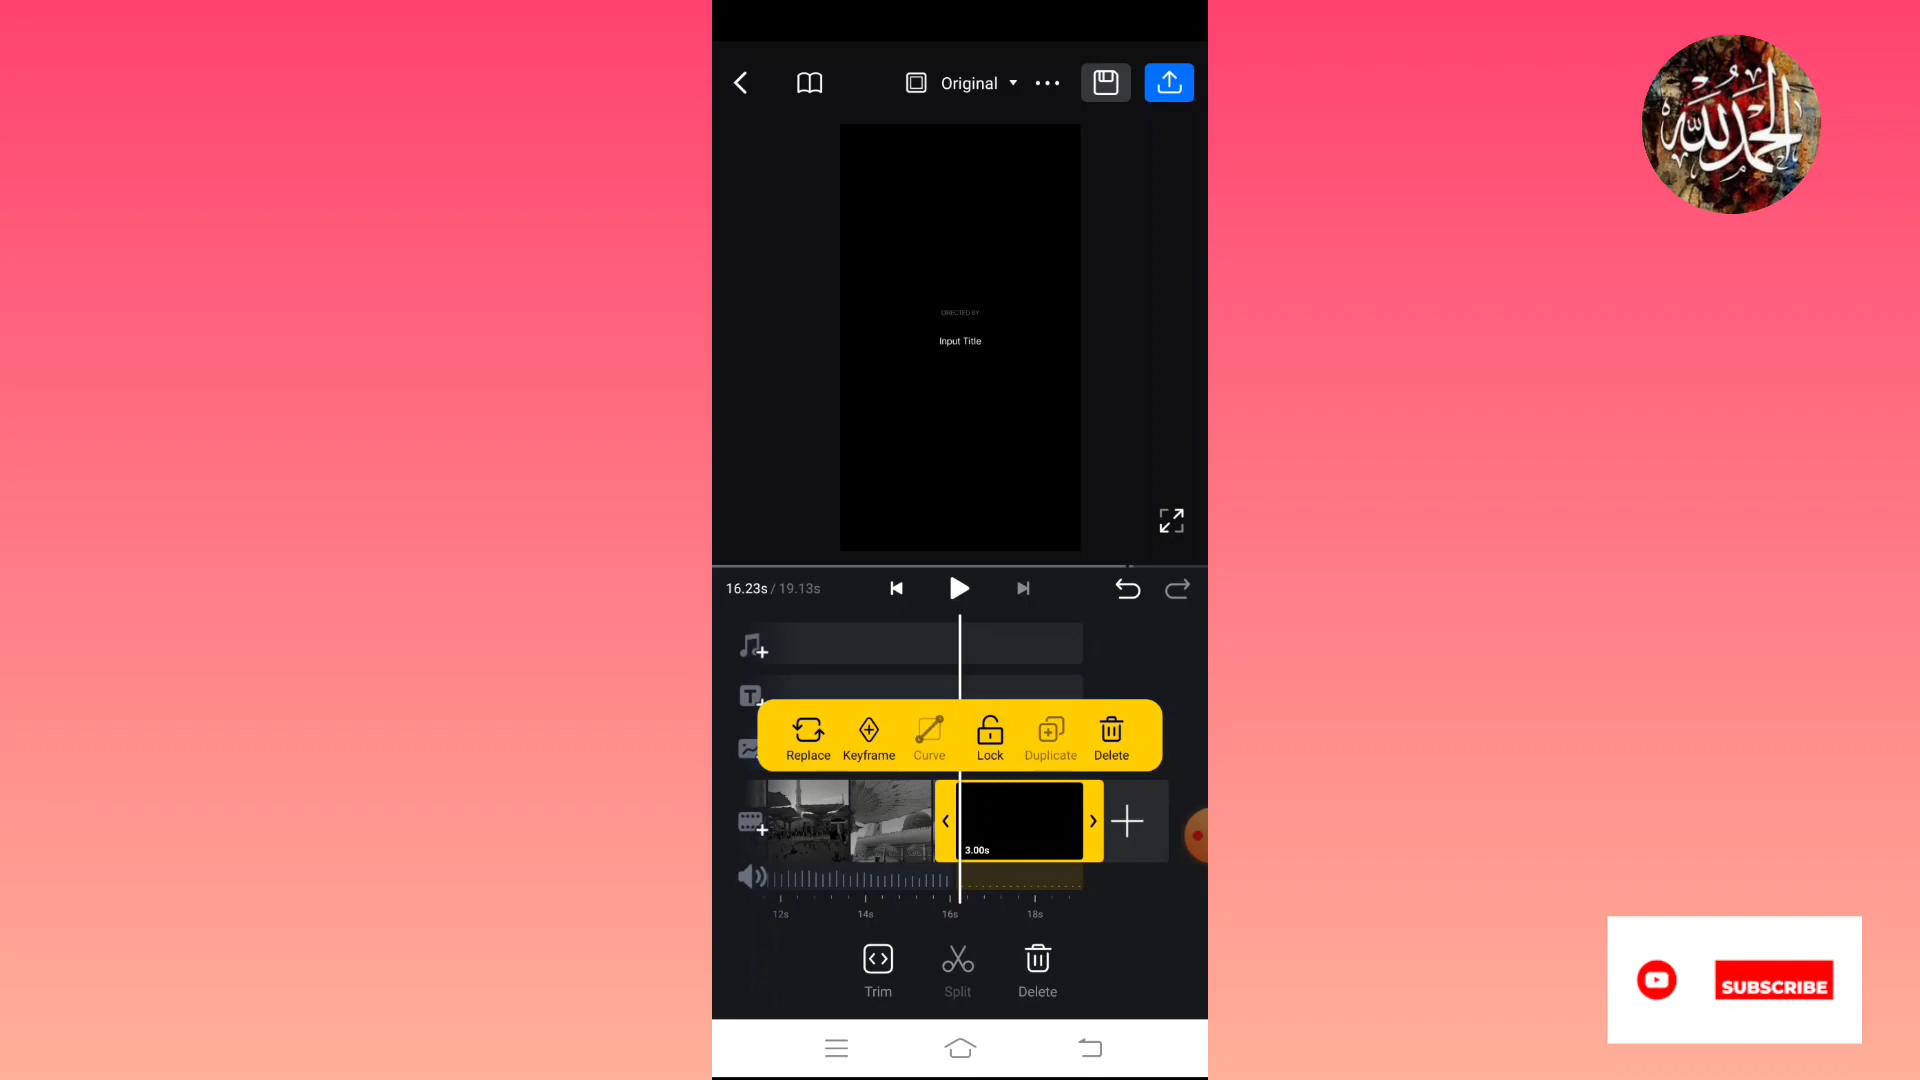 Original
الحمد لله
DIRECTED BY
Input Title
16.23s / 19.13s
Replace Keyframe Curve Lock Duplicate Delete
3.00s
12s 14s 16s 18s
Trim Split Delete
SUBSCRIBE